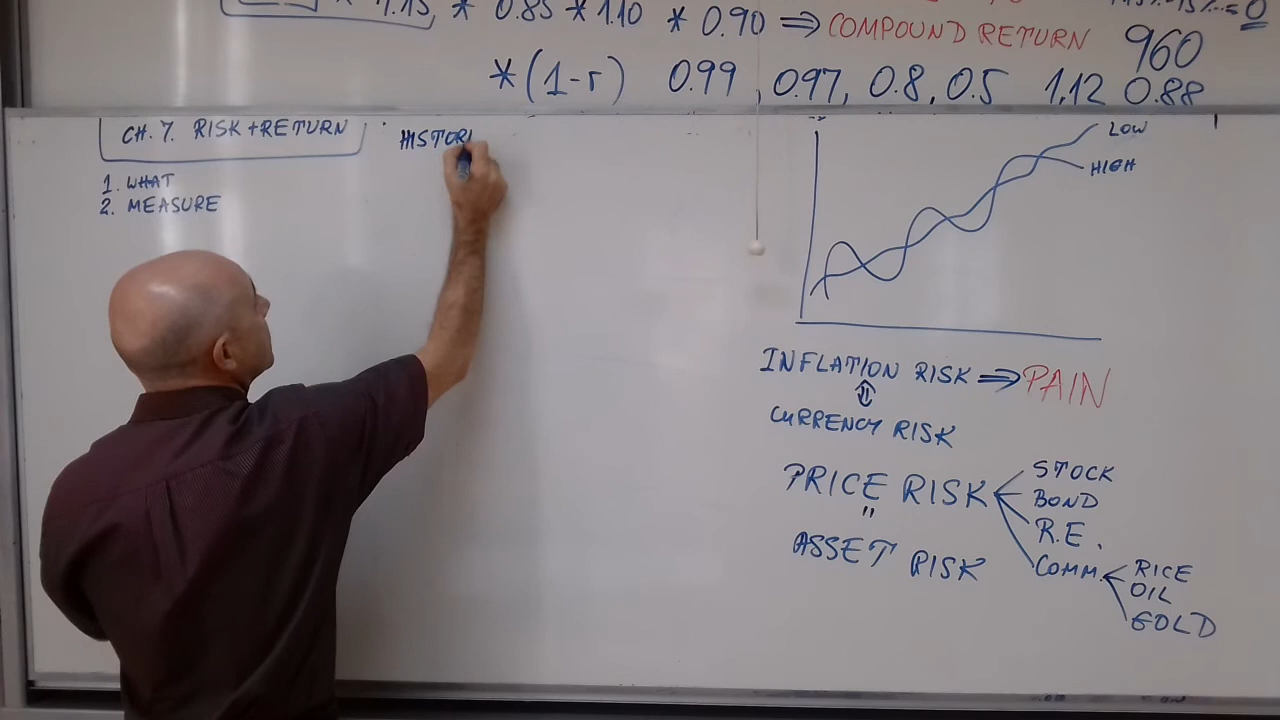 * 1.15, * 0.85 * 1.10 * 0.90 ⇒ COMPOUND RETURN
960
*(1-r) 0.99, 0.97, 0.8, 0.5 1.12 0.88
CH. 7. RISK + RETURN
1. WHAT
2. MEASURE
HISTORI
LOW
HIGH
INFLATION RISK ⇒ PAIN
CURRENCY RISK
PRICE RISK
"
ASSET RISK
STOCK
BOND
R.E.
COMM.
RICE
OIL
GOLD